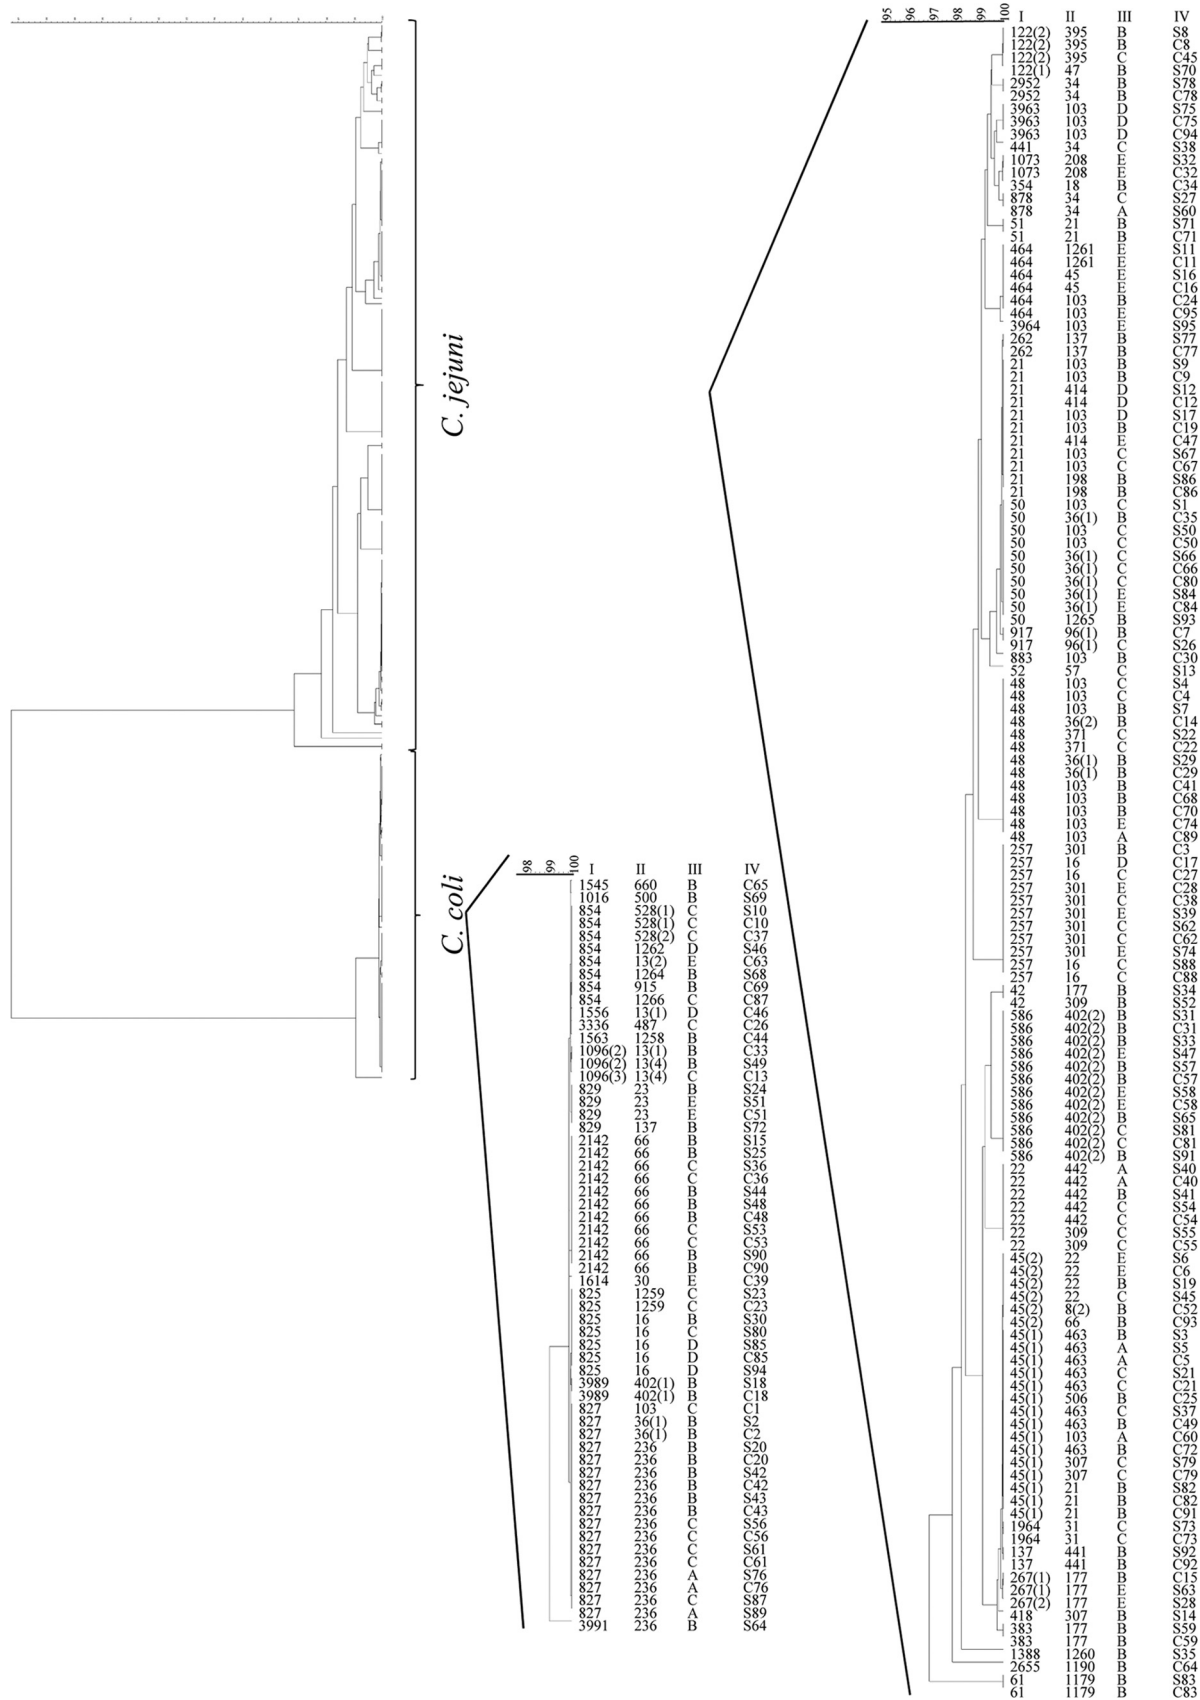 C. jejuni
C. coli
98 99 100 I II III IV
1545 660 B C65
1016 500 B S69
854 528(1) C S10
854 528(1) C C10
854 528(2) C C37
854 1262 D S46
854 13(2) E C63
854 1264 B S68
854 915 B C69
854 1266 C C87
1556 13(1) D C46
3336 487 C C26
1563 1258 B C44
1096(2) 13(1) B C33
1096(2) 13(4) B S49
1096(3) 13(4) C C13
829 23 B S24
829 23 E S51
829 23 E C51
829 137 B S72
2142 66 B S15
2142 66 B S25
2142 66 C S36
2142 66 C C36
2142 66 B S44
2142 66 B S48
2142 66 B C48
2142 66 C S53
2142 66 C C53
2142 66 B S90
2142 66 B C90
1614 30 E C39
825 1259 C S23
825 1259 C C23
825 16 B S30
825 16 C S80
825 16 D S85
825 16 D C85
825 16 D S94
3989 402(1) B S18
3989 402(1) B C18
827 103 C C1
827 36(1) B S2
827 36(1) B C2
827 236 B S20
827 236 B C20
827 236 B S42
827 236 B C42
827 236 B S43
827 236 B C43
827 236 C S56
827 236 C C56
827 236 C S61
827 236 C C61
827 236 A S76
827 236 A C76
827 236 C S87
827 236 A S89
3991 236 B S64
95 96 97 98 99 100 I II III IV
122(2) 395 B S8
122(2) 395 B C8
122(2) 395 C C45
122(1) 47 B S70
2952 34 B S78
2952 34 B C78
3963 103 D S75
3963 103 D C75
3963 103 D C94
441 34 C S38
1073 208 E S32
1073 208 E C32
354 18 B C34
878 34 C S27
878 34 A S60
51 21 B S71
51 21 B C71
464 1261 E S11
464 1261 E C11
464 45 E S16
464 45 E C16
464 103 B C24
464 103 E C95
3964 103 E S95
262 137 B S77
262 137 B C77
21 103 B S9
21 103 B C9
21 414 D S12
21 414 D C12
21 103 D S17
21 103 B C19
21 414 E C47
21 103 C S67
21 103 C C67
21 198 B S86
21 198 B C86
50 103 C S1
50 36(1) B C35
50 103 C S50
50 103 C C50
50 36(1) C S66
50 36(1) C C66
50 36(1) C C80
50 36(1) E S84
50 36(1) E C84
50 1265 B S93
917 96(1) B C7
917 96(1) C S26
883 103 B C30
52 57 C S13
48 103 C S4
48 103 C C4
48 103 B S7
48 36(2) B C14
48 371 C S22
48 371 C C22
48 36(1) B S29
48 36(1) B C29
48 103 B C41
48 103 B C68
48 103 B C70
48 103 E C74
48 103 A C89
257 301 B C3
257 16 D C17
257 16 C C27
257 301 E C28
257 301 C C38
257 301 E S39
257 301 C S62
257 301 C C62
257 301 E S74
257 16 C S88
257 16 C C88
42 177 B S34
42 309 B S52
586 402(2) B S31
586 402(2) B C31
586 402(2) B S33
586 402(2) E S47
586 402(2) B S57
586 402(2) B C57
586 402(2) E S58
586 402(2) E C58
586 402(2) B S65
586 402(2) C S81
586 402(2) C C81
586 402(2) B S91
22 442 A S40
22 442 A C40
22 442 B S41
22 442 C S54
22 442 C C54
22 309 C S55
22 309 C C55
45(2) 22 E S6
45(2) 22 E C6
45(2) 22 B S19
45(2) 22 C S45
45(2) 8(2) B C52
45(2) 66 B C93
45(1) 463 B S3
45(1) 463 A S5
45(1) 463 A C5
45(1) 463 C S21
45(1) 463 C C21
45(1) 506 B C25
45(1) 463 C S37
45(1) 463 B C49
45(1) 103 A C60
45(1) 463 B C72
45(1) 307 C S79
45(1) 307 C C79
45(1) 21 B S82
45(1) 21 B C82
45(1) 21 B C91
1964 31 C S73
1964 31 C C73
137 441 B S92
137 441 B C92
267(1) 177 B C15
267(1) 177 E S63
267(2) 177 E S28
418 307 B S14
383 177 B S59
383 177 B C59
1388 1260 B S35
2655 1190 B C64
61 1179 B S83
61 1179 B C83